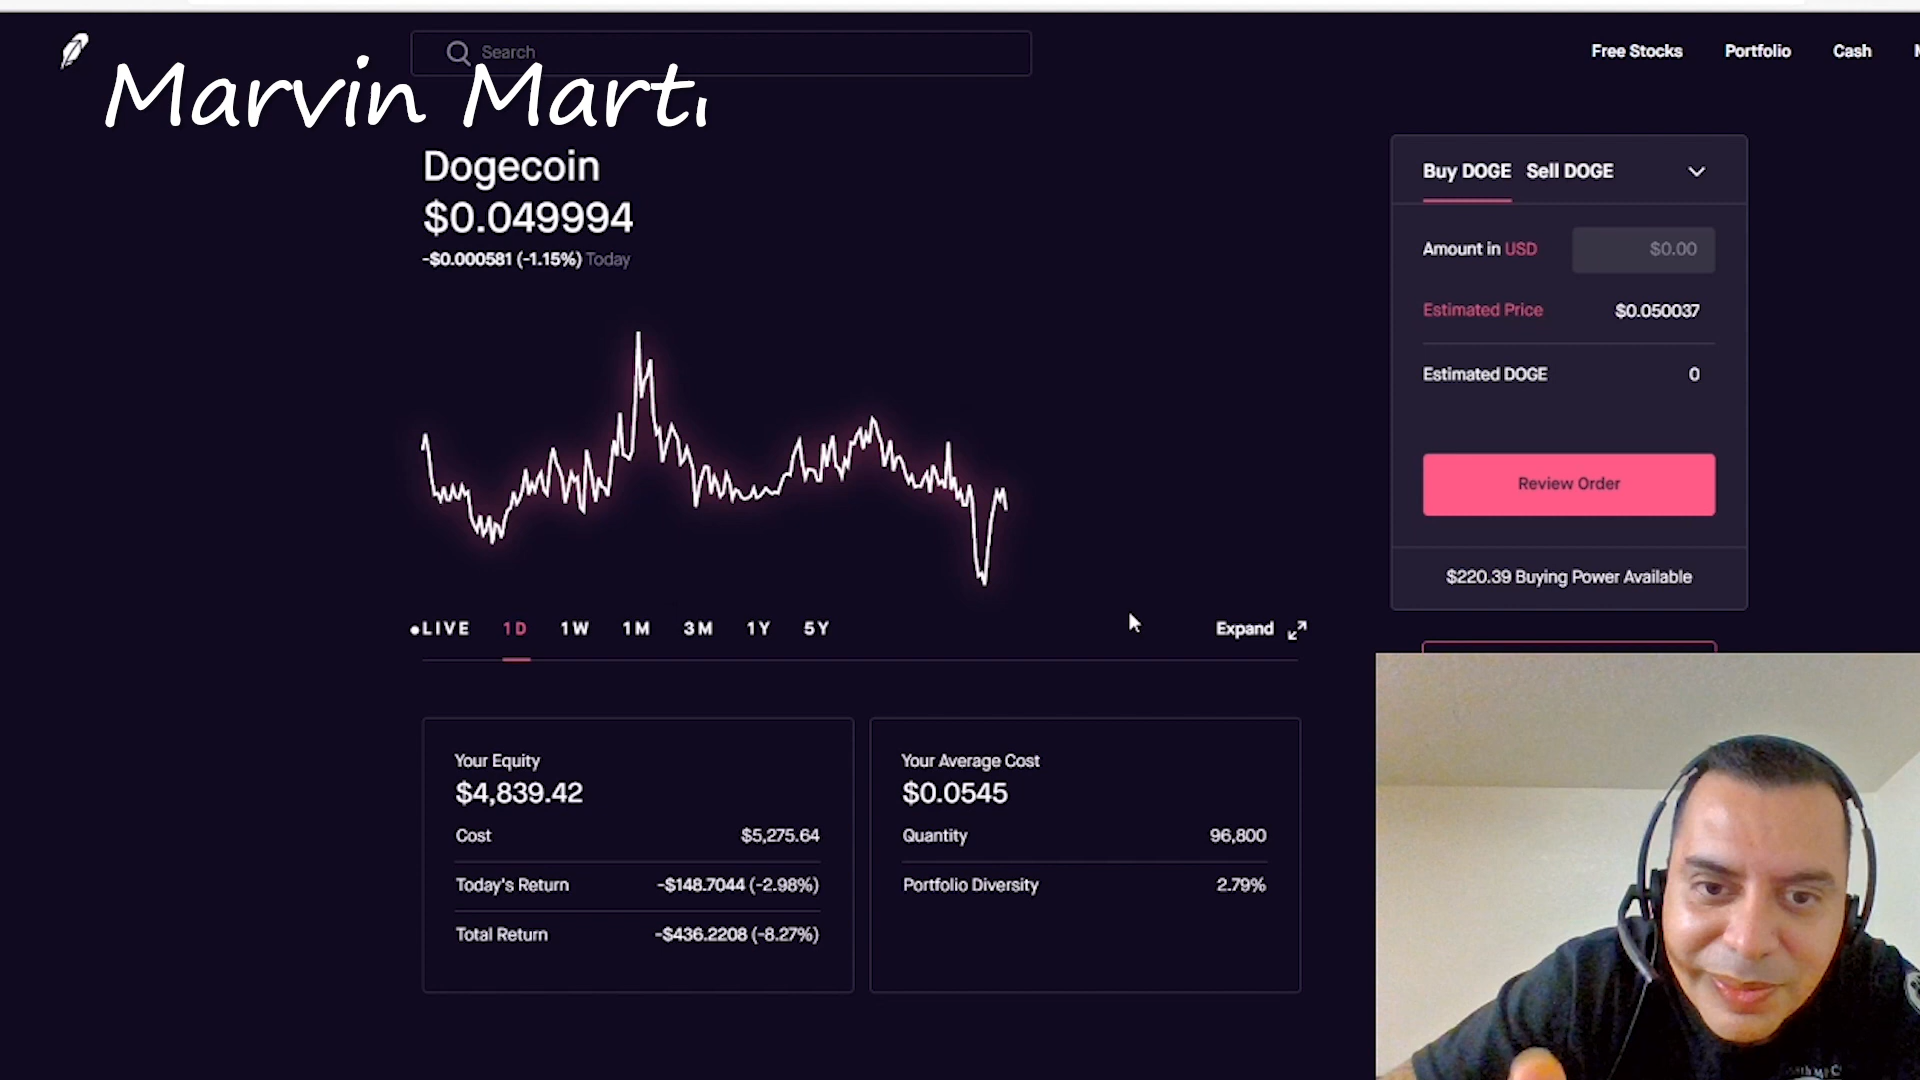 Search
Free Stocks Portfolio Cash
Marvin Marti
Dogecoin
$0.049994
-$0.000581 (-1.15%) Today
Buy DOGE Sell DOGE
Amount in USD $0.00
Estimated Price $0.050037
Estimated DOGE 0
Review Order
$220.39 Buying Power Available
LIVE 1D 1W 1M 3M 1Y 5Y
Expand
Your Equity
$4,839.42
Cost $5,275.64
Today's Return -$148.7044 (-2.98%)
Total Return -$436.2208 (-8.27%)
Your Average Cost
$0.0545
Quantity 96,800
Portfolio Diversity 2.79%